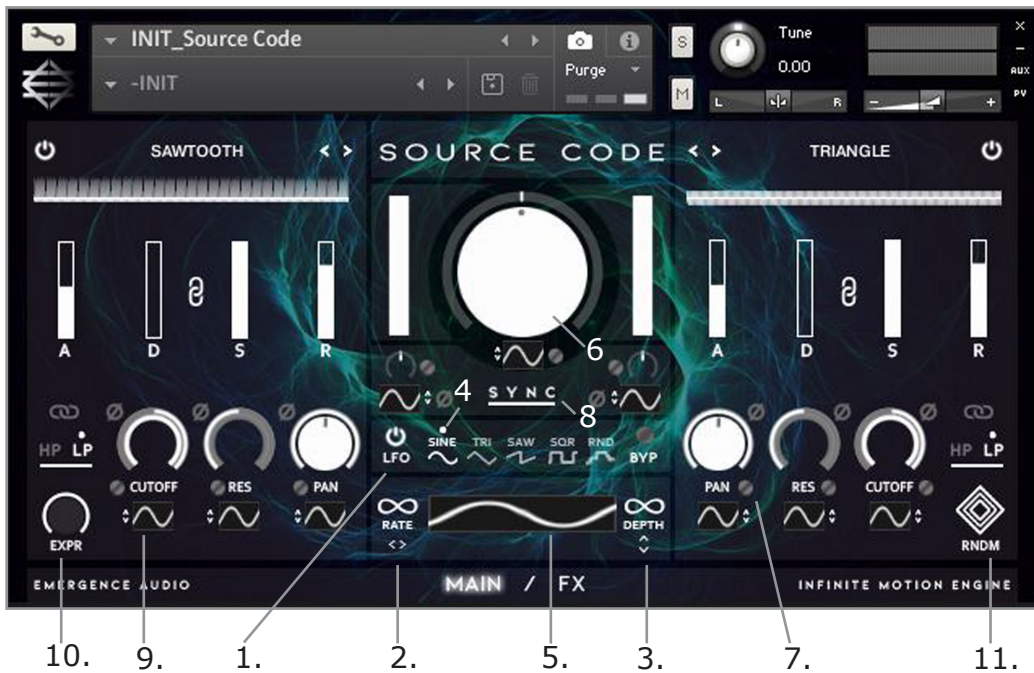 INIT_Source Code
S
Tune
0.00
×
–
AUX
PV
-INIT
Purge
M
L
R
-
+
SAWTOOTH
< >
SOURCE CODE
< >
TRIANGLE
A
D
S
R
6
A
D
S
R
4
SYNC
8
HP LP
LFO
SINE
TRI
SAW
SQR
RND
BYP
HP LP
CUTOFF
RES
PAN
PAN
RES
CUTOFF
EXPR
RATE
< >
DEPTH
RNDM
EMERGENCE AUDIO
MAIN / FX
INFINITE MOTION ENGINE
10.
9.
1.
2.
5.
3.
7.
11.